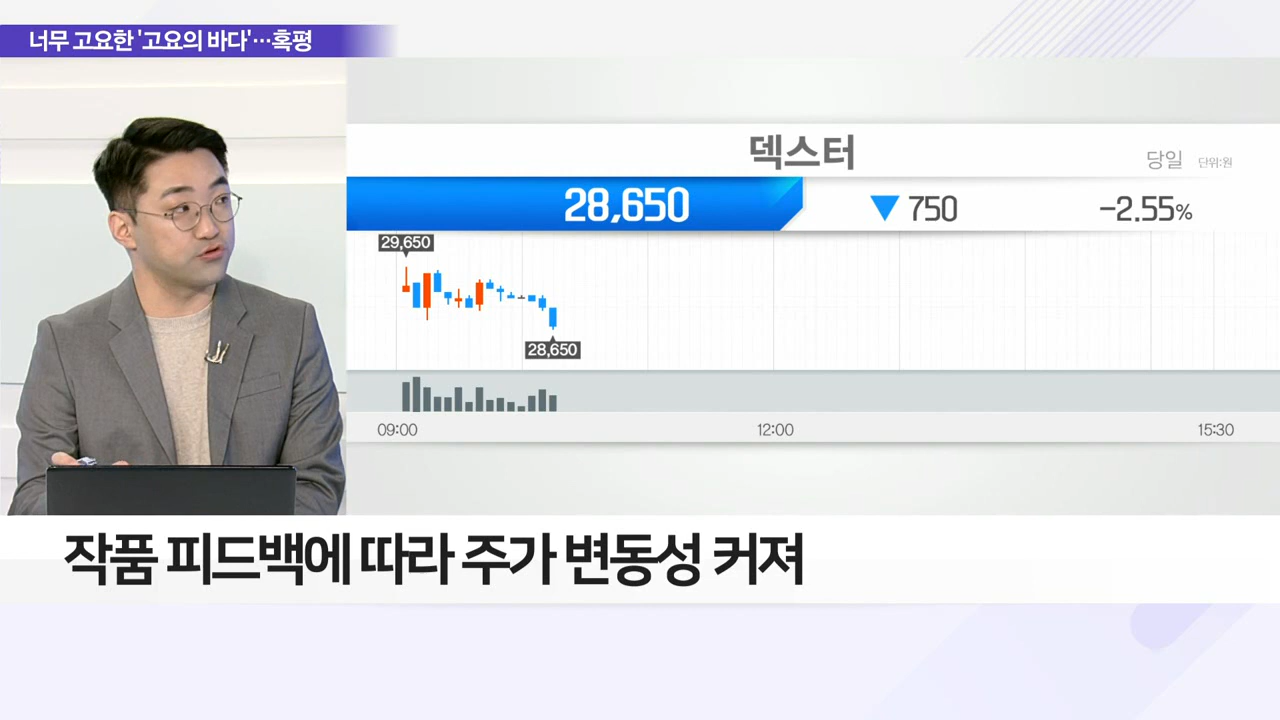 너무 고요한 '고요의 바다'…혹평
덱스터
당일 단위:원
28,650 ▼ 750 -2.55%
29,650
28,650
09:00 12:00 15:30
작품 피드백에 따라 주가 변동성 커져